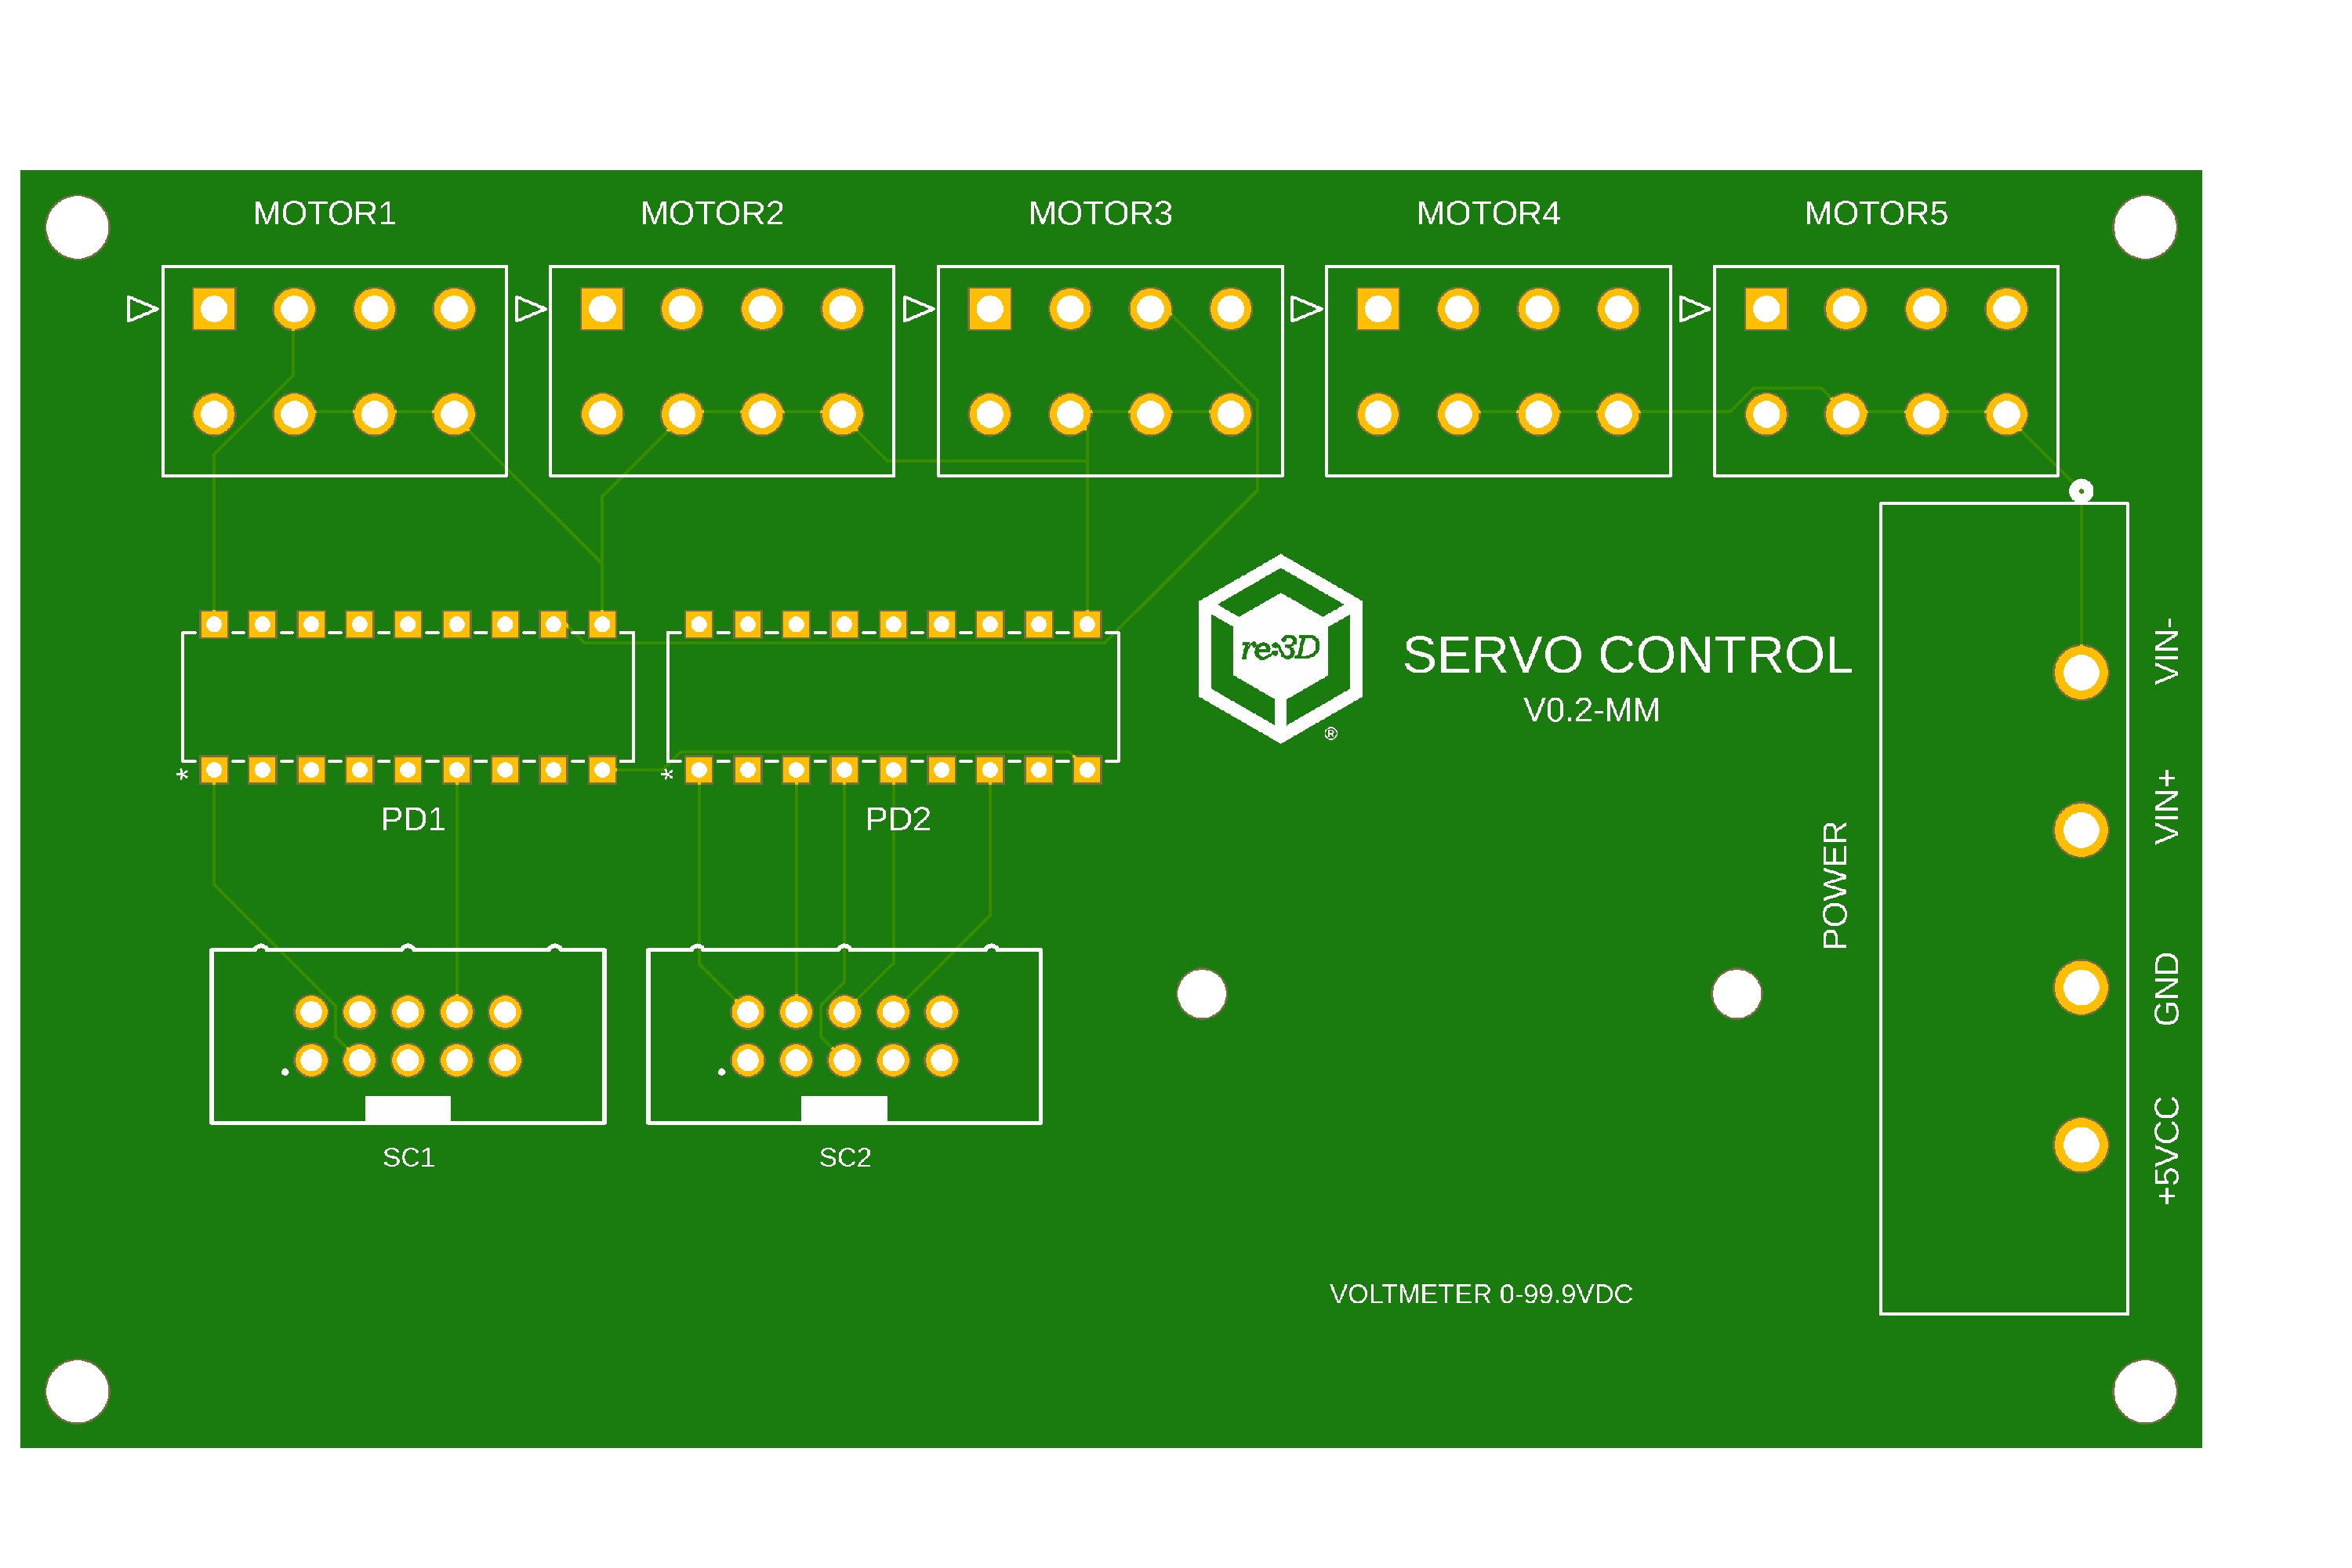 MOTOR1
MOTOR2
MOTOR3
MOTOR4
MOTOR5
re:3D
®
SERVO CONTROL
V0.2-MM
*
*
PD1
PD2
VIN-
VIN+
POWER
GND
+5VCC
SC1
SC2
VOLTMETER 0-99.9VDC